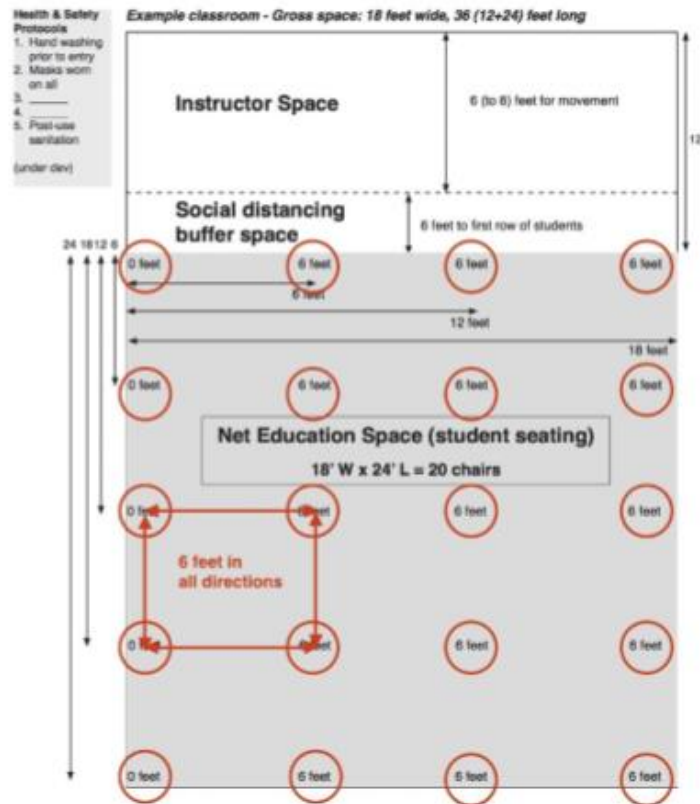 Health & Safety
Protocols
1. Hand washing
prior to entry
2. Masks worn
on all
3. ______
4. ______
5. Post-use
sanitation
(under dev)
Example classroom - Gross space: 18 feet wide, 36 (12+24) feet long
Instructor Space
6 (to 8) feet for movement
12
Social distancing
buffer space
6 feet to first row of students
24 18 12 6
0 feet 6 feet 6 feet 6 feet
6 feet
12 feet
18 feet
0 feet 6 feet 6 feet 6 feet
Net Education Space (student seating)
18' W x 24' L = 20 chairs
0 feet 6 feet 6 feet
6 feet in
all directions
6 feet 6 feet
0 feet 6 feet 6 feet 6 feet